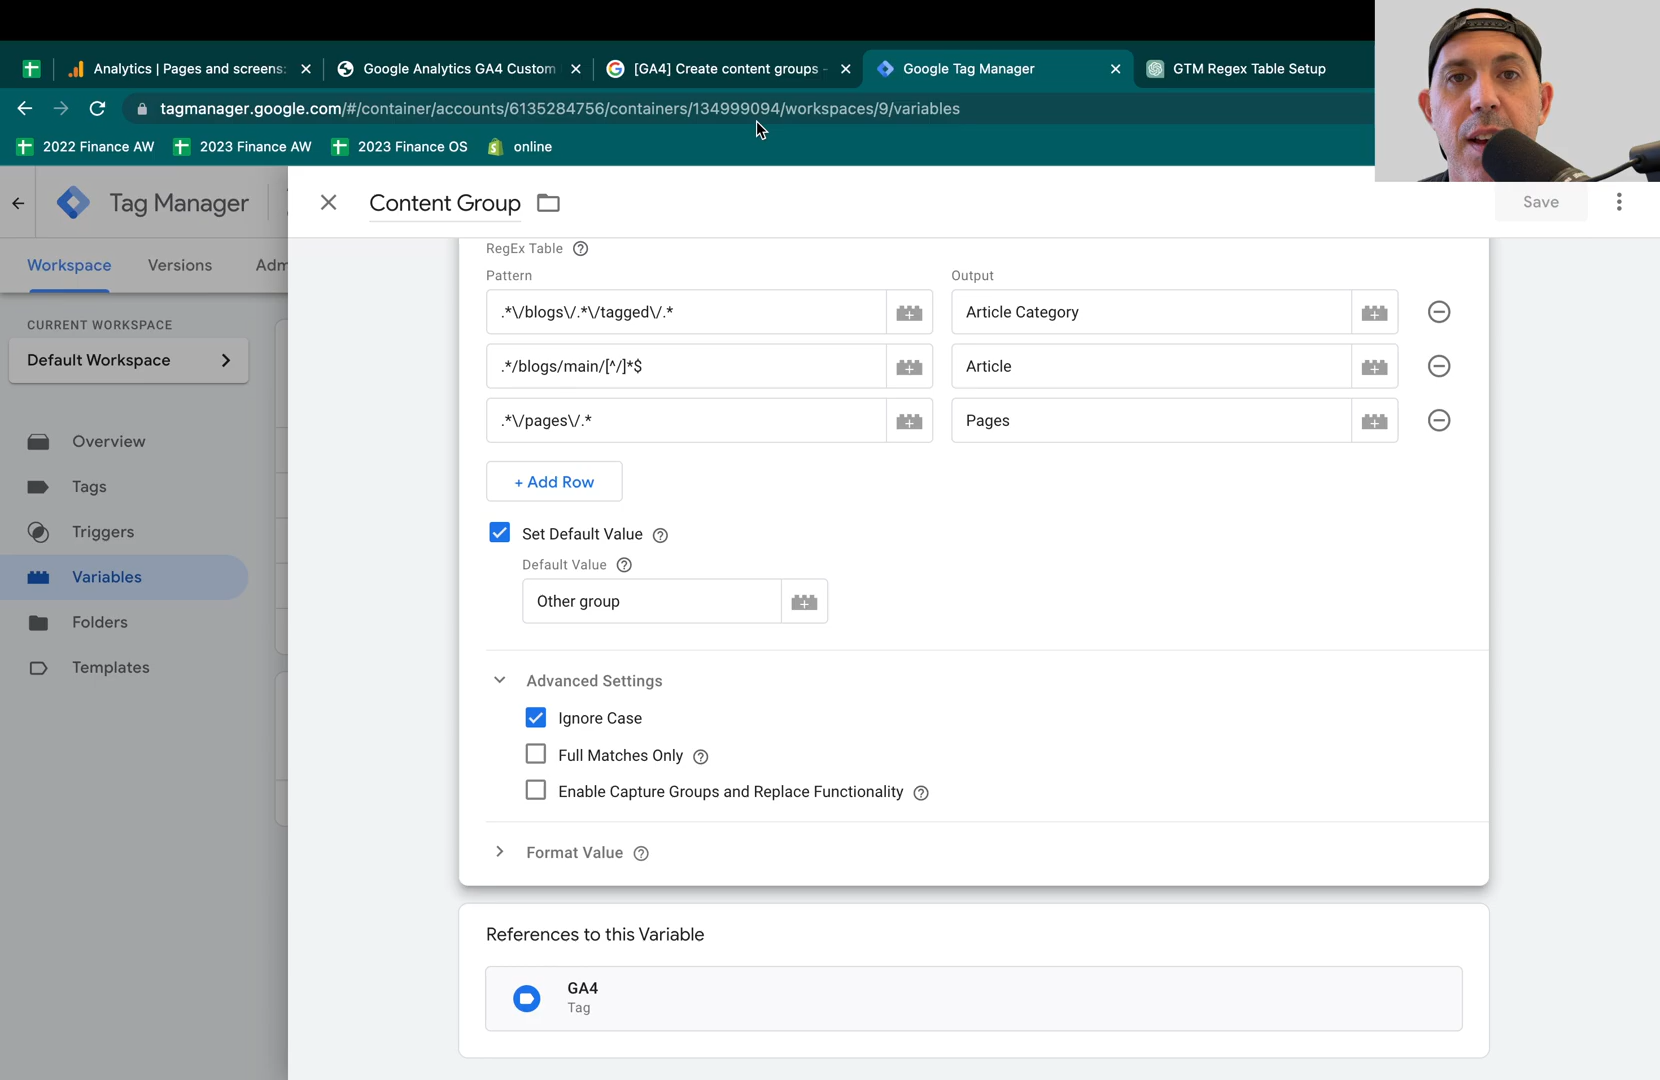 Analytics | Pages and screens:
Google Analytics GA4 Custom
[GA4] Create content groups -
Google Tag Manager
GTM Regex Table Setup
tagmanager.google.com/#/container/accounts/6135284756/containers/134999094/workspaces/9/variables
2022 Finance AW
2023 Finance AW
2023 Finance OS
online
Tag Manager
Content Group
Save
Workspace
Versions
Adm
CURRENT WORKSPACE
Default Workspace
Overview
Tags
Triggers
Variables
Folders
Templates
RegEx Table
Pattern Output
.*\/blogs\/.*\/tagged\/.* Article Category
.*/blogs/main/[^/]*$ Article
.*\/pages\/.* Pages
+ Add Row
Set Default Value
Default Value
Other group
Advanced Settings
Ignore Case
Full Matches Only
Enable Capture Groups and Replace Functionality
Format Value
References to this Variable
GA4
Tag